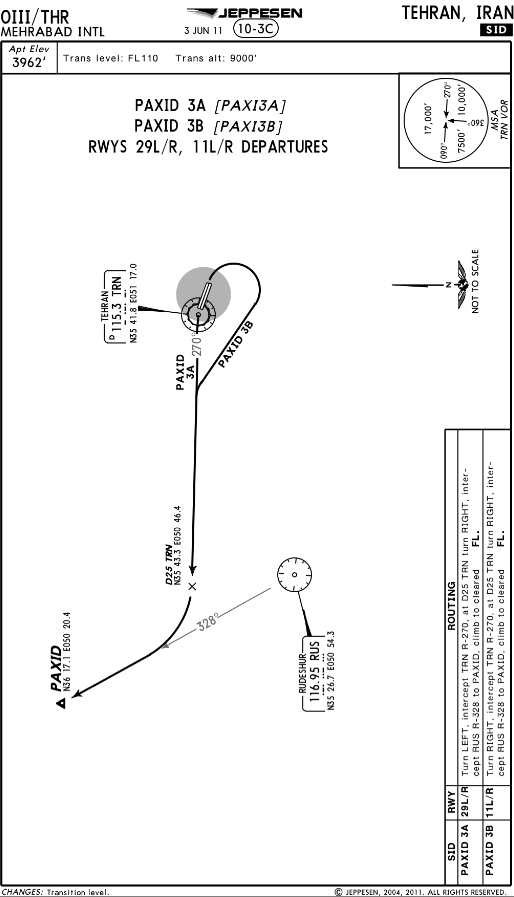 OIII/THR
MEHRABAD INTL
JEPPESEN
3 JUN 11
10-3C
TEHRAN, IRAN
SID
Apt Elev
3962'
Trans level: FL110 Trans alt: 9000'
PAXID 3A [PAXI3A]
PAXID 3B [PAXI3B]
RWYS 29L/R, 11L/R DEPARTURES
270°
10,000'
360°
17,000'
7500'
090°
MSA
TRN VOR
TEHRAN
D 115.3 TRN
N35 41.8 E051 17.0
N
NOT TO SCALE
270°
PAXID
3A
PAXID 3B
D25 TRN
N35 43.3 E050 46.4
328°
PAXID
N36 17.1 E050 20.4
RUDESHUR
116.95 RUS
N35 26.7 E050 54.3
SID RWY ROUTING
PAXID 3A 29L/R Turn LEFT, intercept TRN R-270, at D25 TRN turn RIGHT, inter-
cept RUS R-328 to PAXID, climb to cleared FL.
PAXID 3B 11L/R Turn RIGHT, intercept TRN R-270, at D25 TRN turn RIGHT, inter-
cept RUS R-328 to PAXID, climb to cleared FL.
CHANGES: Transition level.
© JEPPESEN, 2004, 2011. ALL RIGHTS RESERVED.